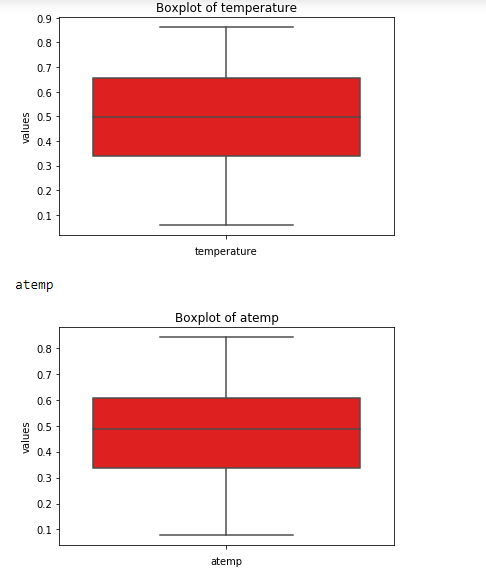 Boxplot of temperature
0.9
0.8
0.7
0.6
0.5
0.4
0.3
0.2
0.1
values
temperature
atemp
Boxplot of atemp
0.8
0.7
0.6
0.5
0.4
0.3
0.2
0.1
values
atemp